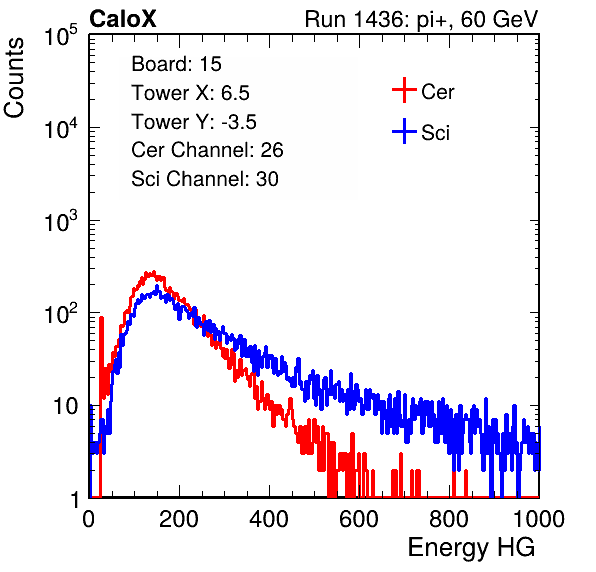 CaloX Run 1436: pi+, 60 GeV
Counts
Board: 15
Tower X: 6.5
Tower Y: -3.5
Cer Channel: 26
Sci Channel: 30
Cer
Sci
10^5
10^4
10^3
10^2
10
1
0 200 400 600 800 1000
Energy HG